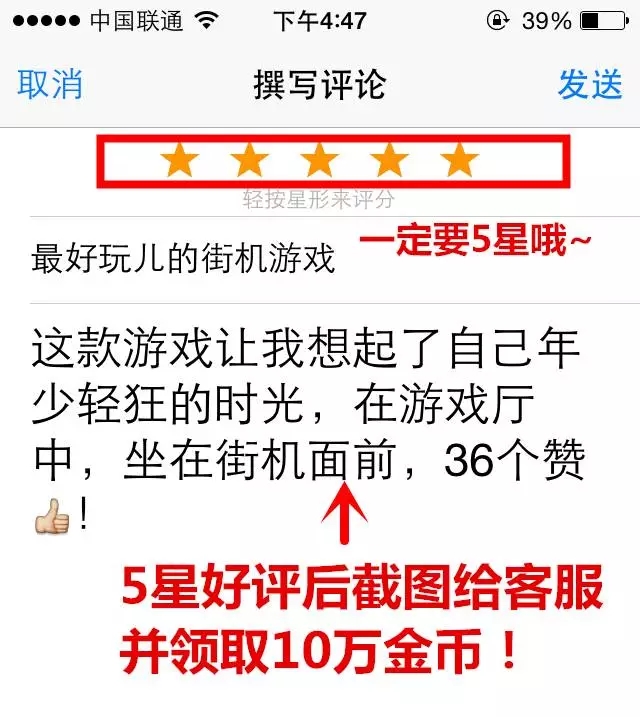 中国联通 下午4:47 39%
取消 撰写评论 发送
轻按星形来评分
一定要5星哦~
最好玩儿的街机游戏
这款游戏让我想起了自己年
少轻狂的时光，在游戏厅
中，坐在街机面前，36个赞
👍！
5星好评后截图给客服
并领取10万金币！